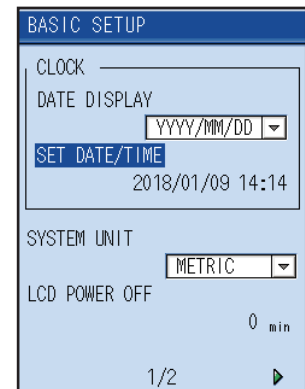 BASIC SETUP
CLOCK
DATE DISPLAY
YYYY/MM/DD
SET DATE/TIME
2018/01/09 14:14
SYSTEM UNIT
METRIC
LCD POWER OFF
0 min
1/2